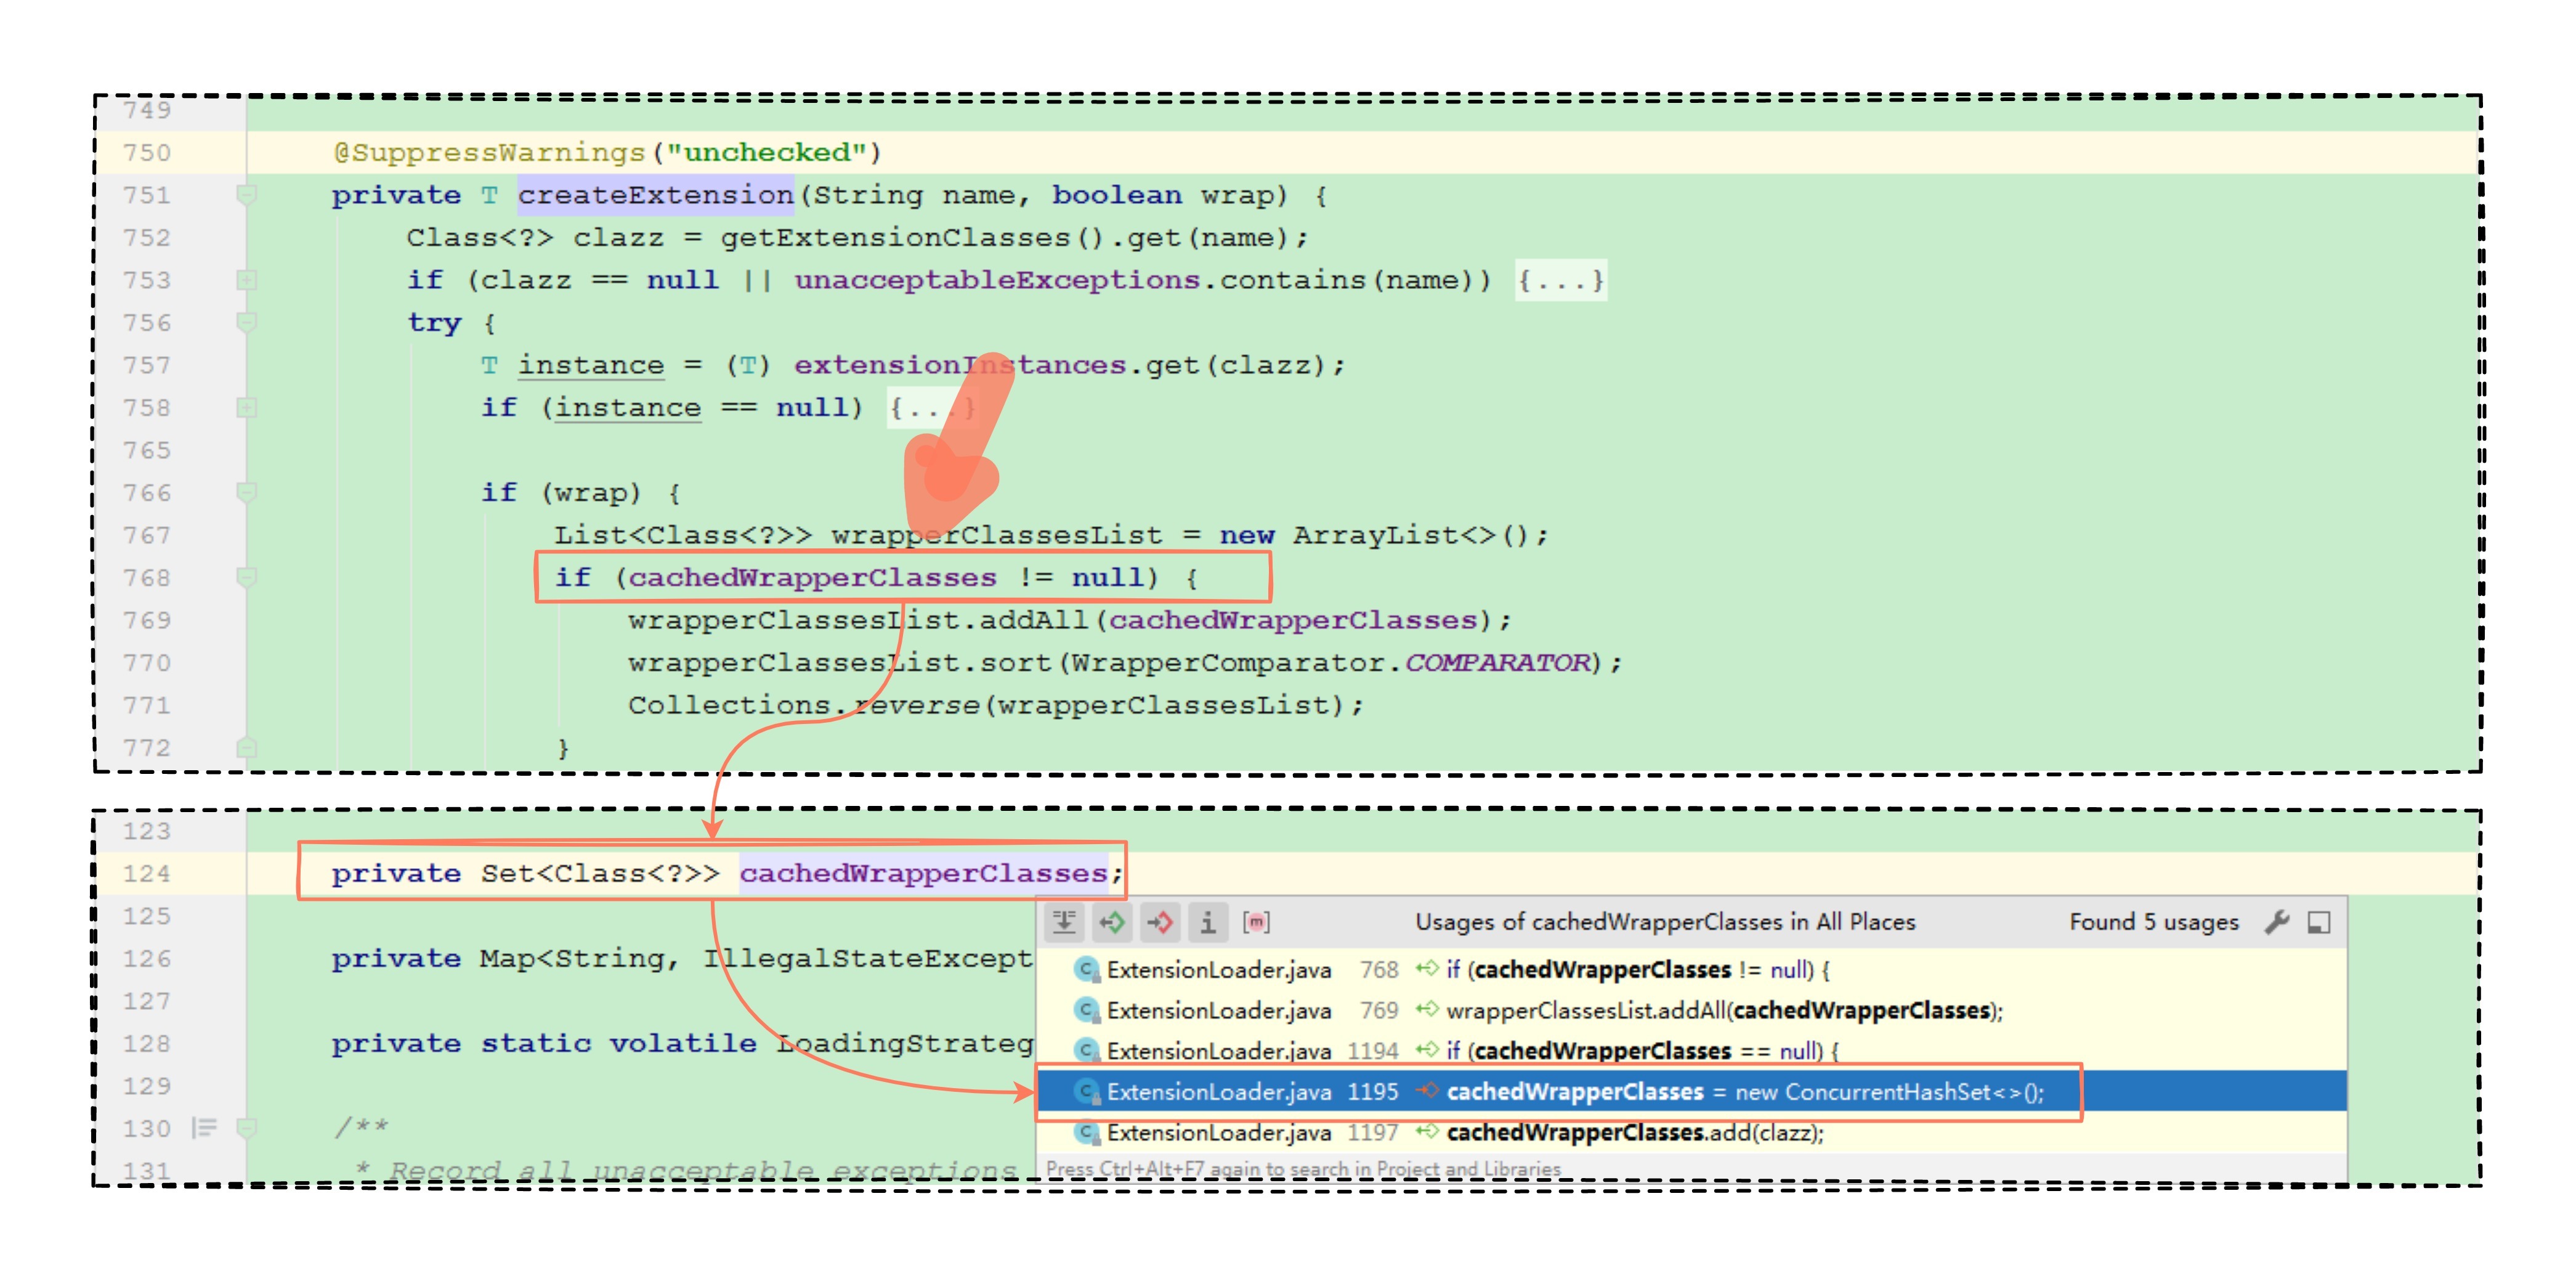 749
750 @SuppressWarnings("unchecked")
751 private T createExtension(String name, boolean wrap) {
752 Class<?> clazz = getExtensionClasses().get(name);
753 if (clazz == null || unacceptableExceptions.contains(name)) {...}
756 try {
757 T instance = (T) extensionInstances.get(clazz);
758 if (instance == null) {...}
765
766 if (wrap) {
767 List<Class<?>> wrapperClassesList = new ArrayList<>();
768 if (cachedWrapperClasses != null) {
769 wrapperClassesList.addAll(cachedWrapperClasses);
770 wrapperClassesList.sort(WrapperComparator.COMPARATOR);
771 Collections.reverse(wrapperClassesList);
772 }
123
124 private Set<Class<?>> cachedWrapperClasses;
125
126 private Map<String, IllegalStateExcept
127
128 private static volatile LoadingStrateg
129
130 /**
131 * Record all unacceptable exceptions
Usages of cachedWrapperClasses in All Places Found 5 usages
ExtensionLoader.java 768 if (cachedWrapperClasses != null) {
ExtensionLoader.java 769 wrapperClassesList.addAll(cachedWrapperClasses);
ExtensionLoader.java 1194 if (cachedWrapperClasses == null) {
ExtensionLoader.java 1195 cachedWrapperClasses = new ConcurrentHashSet<>();
ExtensionLoader.java 1197 cachedWrapperClasses.add(clazz);
Press Ctrl+Alt+F7 again to search in Project and Libraries